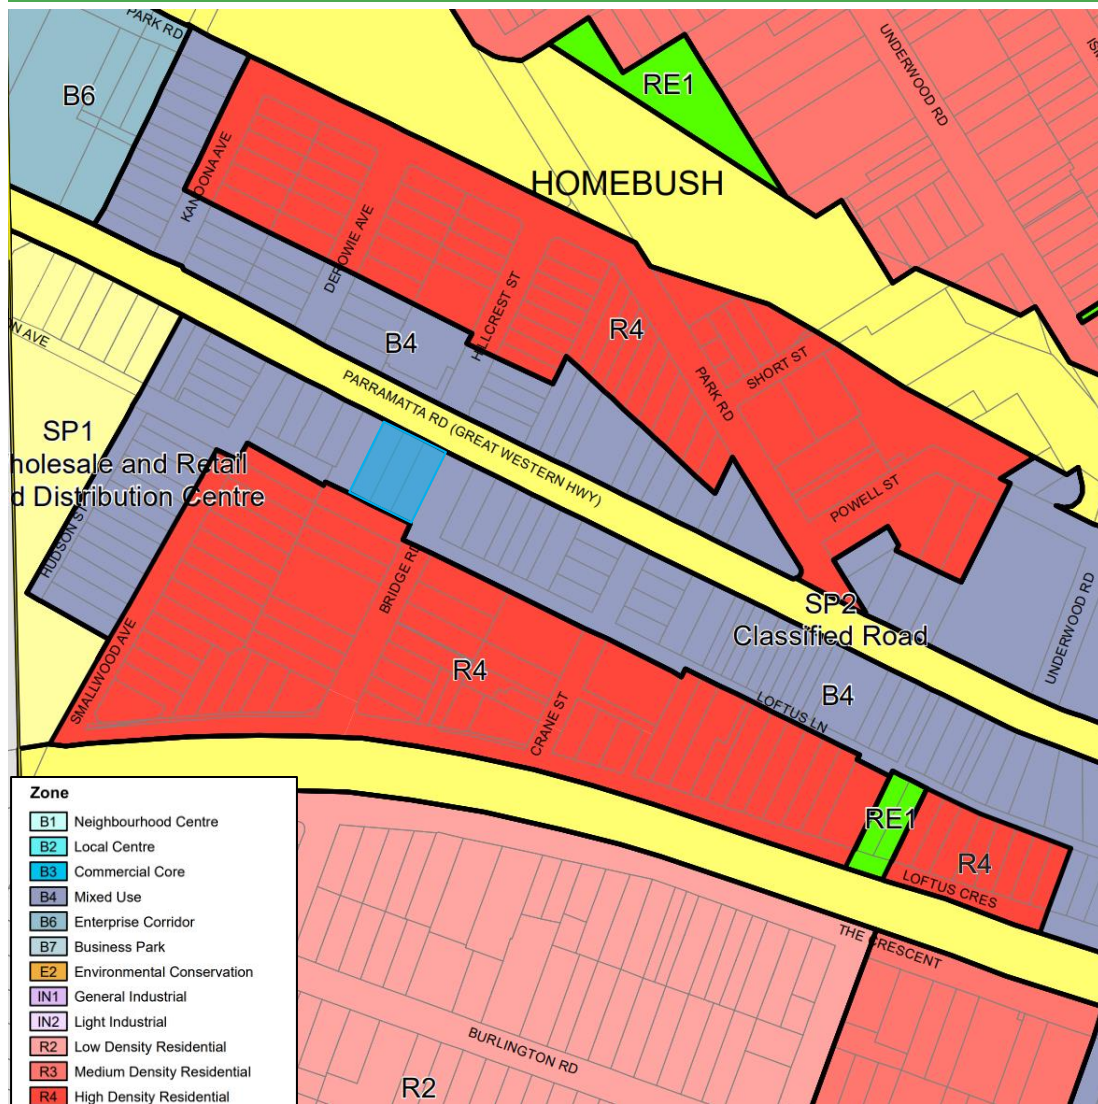 PARK RD
B6
RE1
UNDERWOOD RD
HOMEBUSH
KANOONA AVE
DEROWIE AVE
HILLCREST ST
B4
R4
SHORT ST
PARK RD
ON AVE
PARRAMATTA RD (GREAT WESTERN HWY)
SP1
holesale and Retail
d Distribution Centre
HUDSON ST
POWELL ST
BRIDGE RD
SP2
Classified Road
UNDERWOOD RD
SMALLWOOD AVE
R4
B4
LOFTUS LN
CRANE ST
RE1
R4
LOFTUS CRES
THE CRESCENT
BURLINGTON RD
R2
Zone
B1 Neighbourhood Centre
B2 Local Centre
B3 Commercial Core
B4 Mixed Use
B6 Enterprise Corridor
B7 Business Park
E2 Environmental Conservation
IN1 General Industrial
IN2 Light Industrial
R2 Low Density Residential
R3 Medium Density Residential
R4 High Density Residential